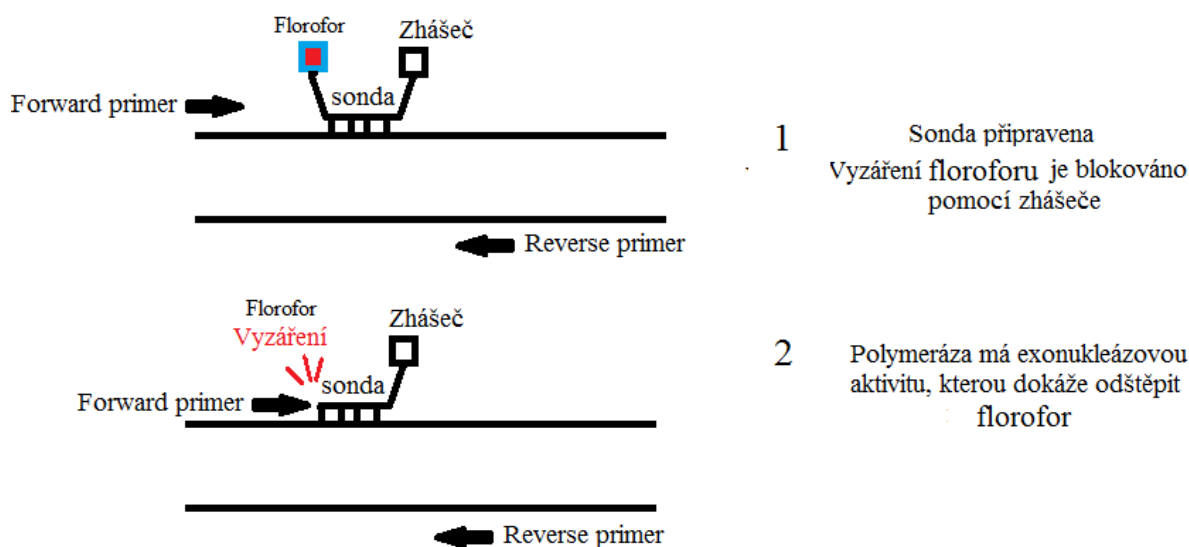 Florofor
Zhášeč
sonda
Forward primer
Reverse primer
1
Sonda připravena
Vyzáření floroforu je blokováno
pomocí zhášeče
Florofor
Vyzáření
Zhášeč
sonda
Forward primer
Reverse primer
2
Polymeráza má exonukleázovou
aktivitu, kterou dokáže odštěpit
florofor